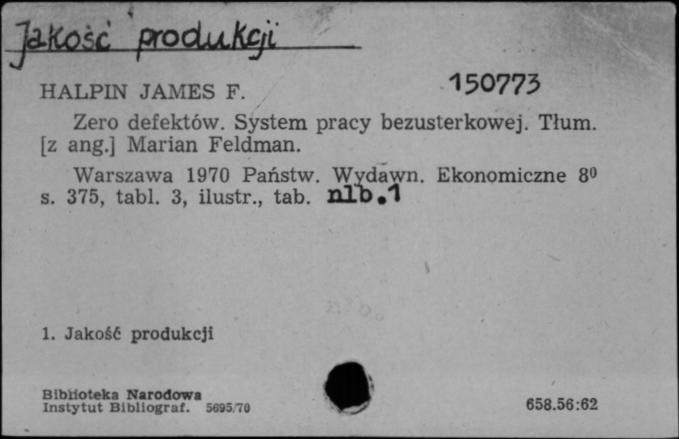 Jakość produkcji
HALPIN JAMES F. 150773
Zero defektów. System pracy bezusterkowej. Tłum.
[z ang.] Marian Feldman.
Warszawa 1970 Państw. Wydawn. Ekonomiczne 8⁰
s. 375, tabl. 3, ilustr., tab. nlb.1
1. Jakość produkcji
Biblioteka Narodowa
Instytut Bibliograf. 5695/70
658.56:62